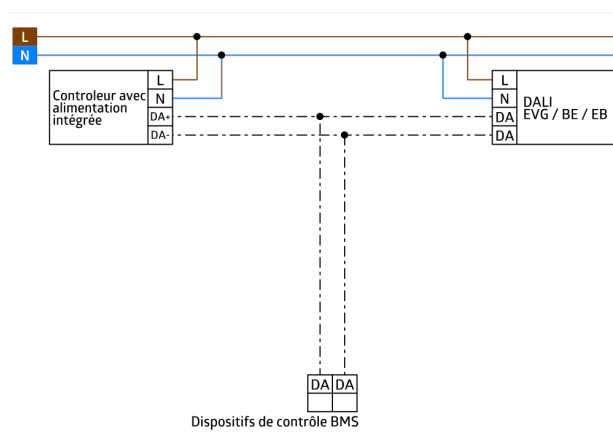 L
N
Controleur avec
alimentation
intégrée
L
N
DA+
DA-
L
N
DA
DA
DALI
EVG / BE / EB
DA DA
Dispositifs de contrôle BMS